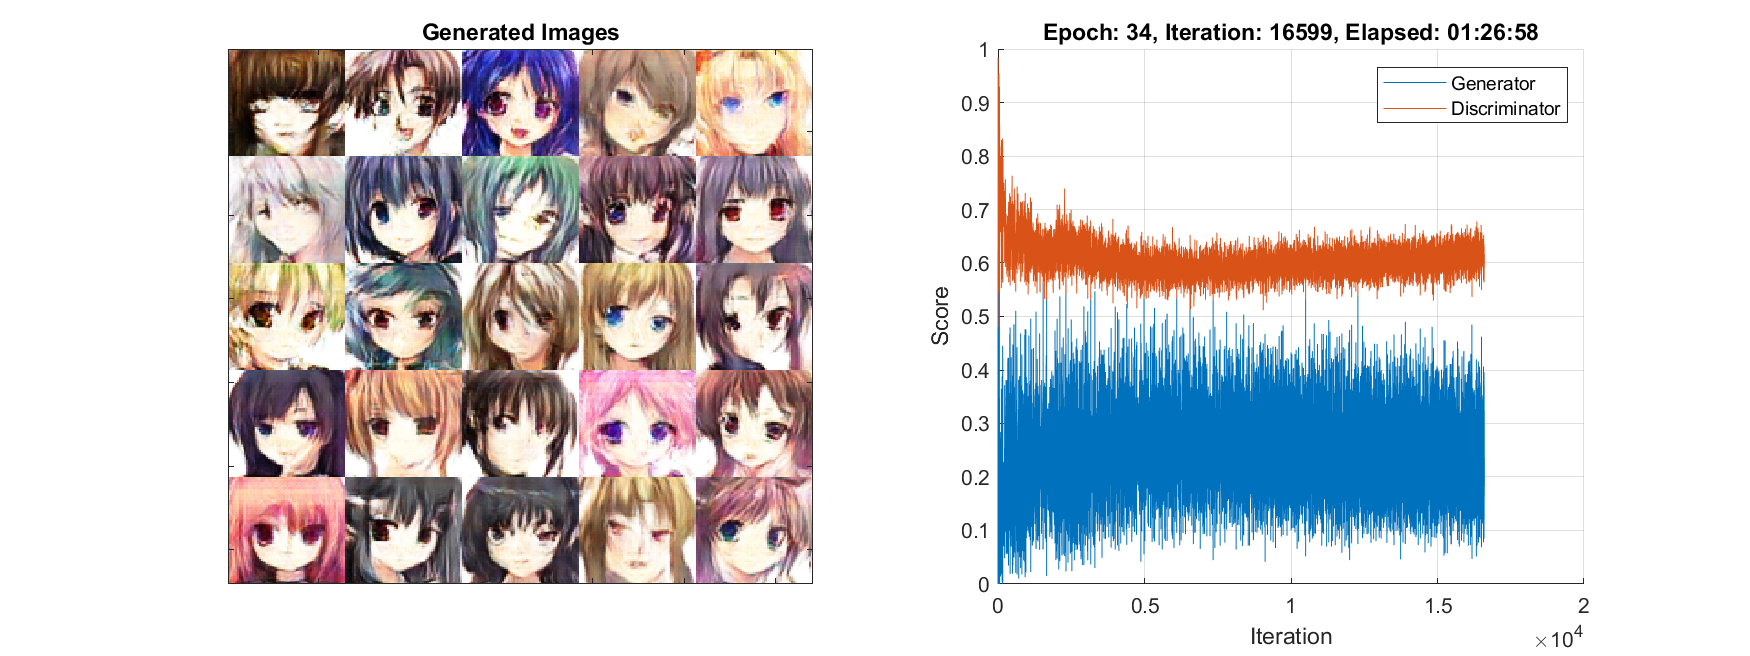 Generated Images
Epoch: 34, Iteration: 16599, Elapsed: 01:26:58
1
0.9
0.8
0.7
0.6
0.5
0.4
0.3
0.2
0.1
0
Score
Generator
Discriminator
0 0.5 1 1.5 2
Iteration
×10⁴